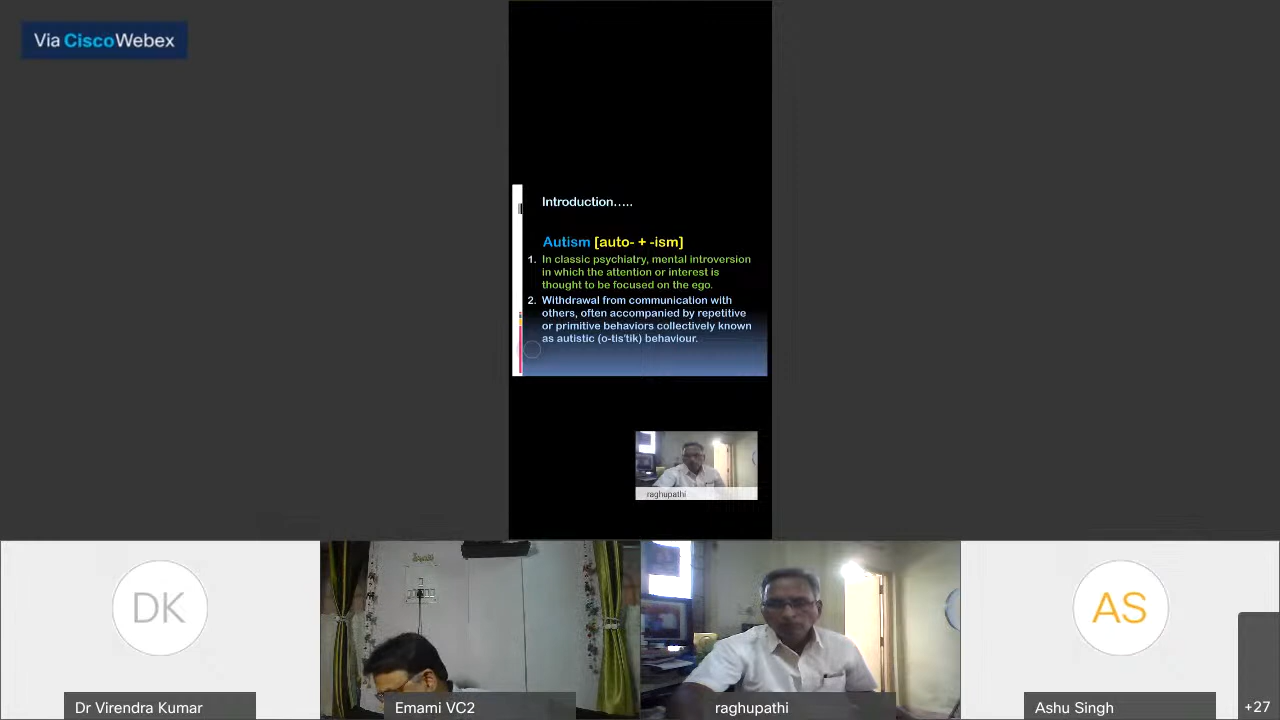 Via CiscoWebex
Introduction…..
Autism [auto- + -ism]
1. In classic psychiatry, mental introversion
in which the attention or interest is
thought to be focused on the ego.
2. Withdrawal from communication with
others, often accompanied by repetitive
or primitive behaviors collectively known
as autistic (o-tis'tik) behaviour.
raghupathi
DK
AS
Dr Virendra Kumar
Emami VC2
raghupathi
Ashu Singh
+27